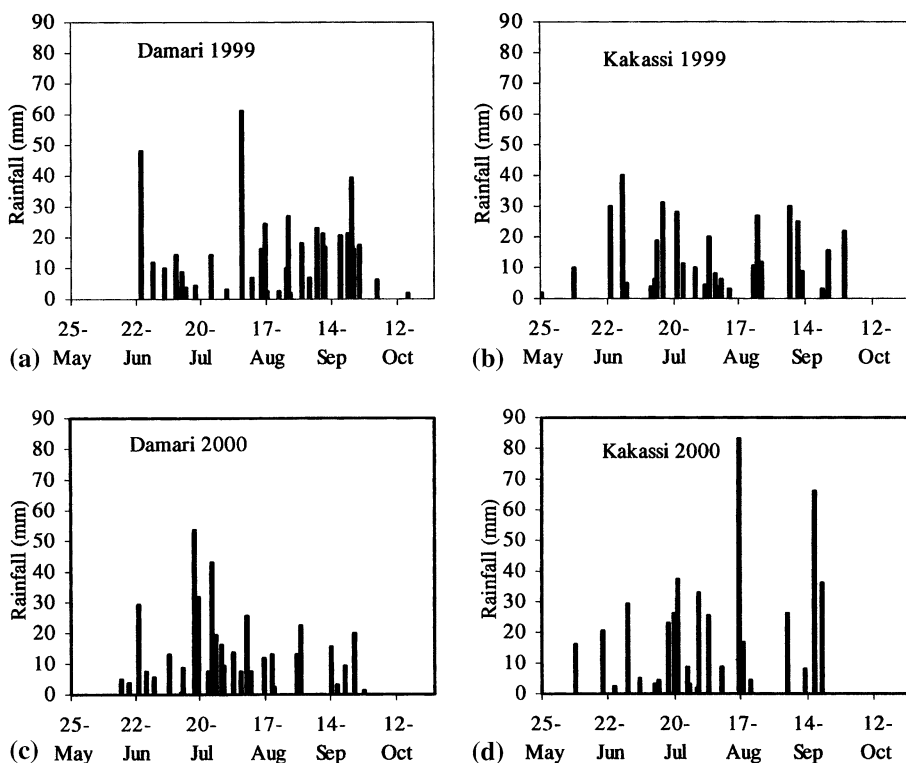 90
80
70
60
50
40
30
20
10
0
Rainfall (mm)
Damari 1999
25- 22- 20- 17- 14- 12-
May Jun Jul Aug Sep Oct
(a)
90
80
70
60
50
40
30
20
10
0
Rainfall (mm)
Kakassi 1999
25- 22- 20- 17- 14- 12-
May Jun Jul Aug Sep Oct
(b)
90
80
70
60
50
40
30
20
10
0
Rainfall (mm)
Damari 2000
25- 22- 20- 17- 14- 12-
May Jun Jul Aug Sep Oct
(c)
90
80
70
60
50
40
30
20
10
0
Rainfall (mm)
Kakassi 2000
25- 22- 20- 17- 14- 12-
May Jun Jul Aug Sep Oct
(d)